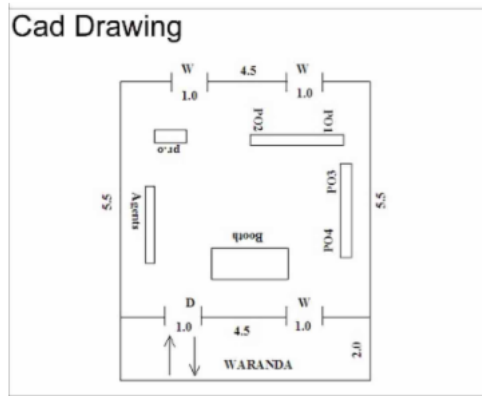 Cad Drawing
W 4.5 W
1.0 1.0
PO2 PO1
pr.o
5.5 Agents PO3 5.5
PO4
Booth
D W
1.0 4.5 1.0
2.0
WARANDA